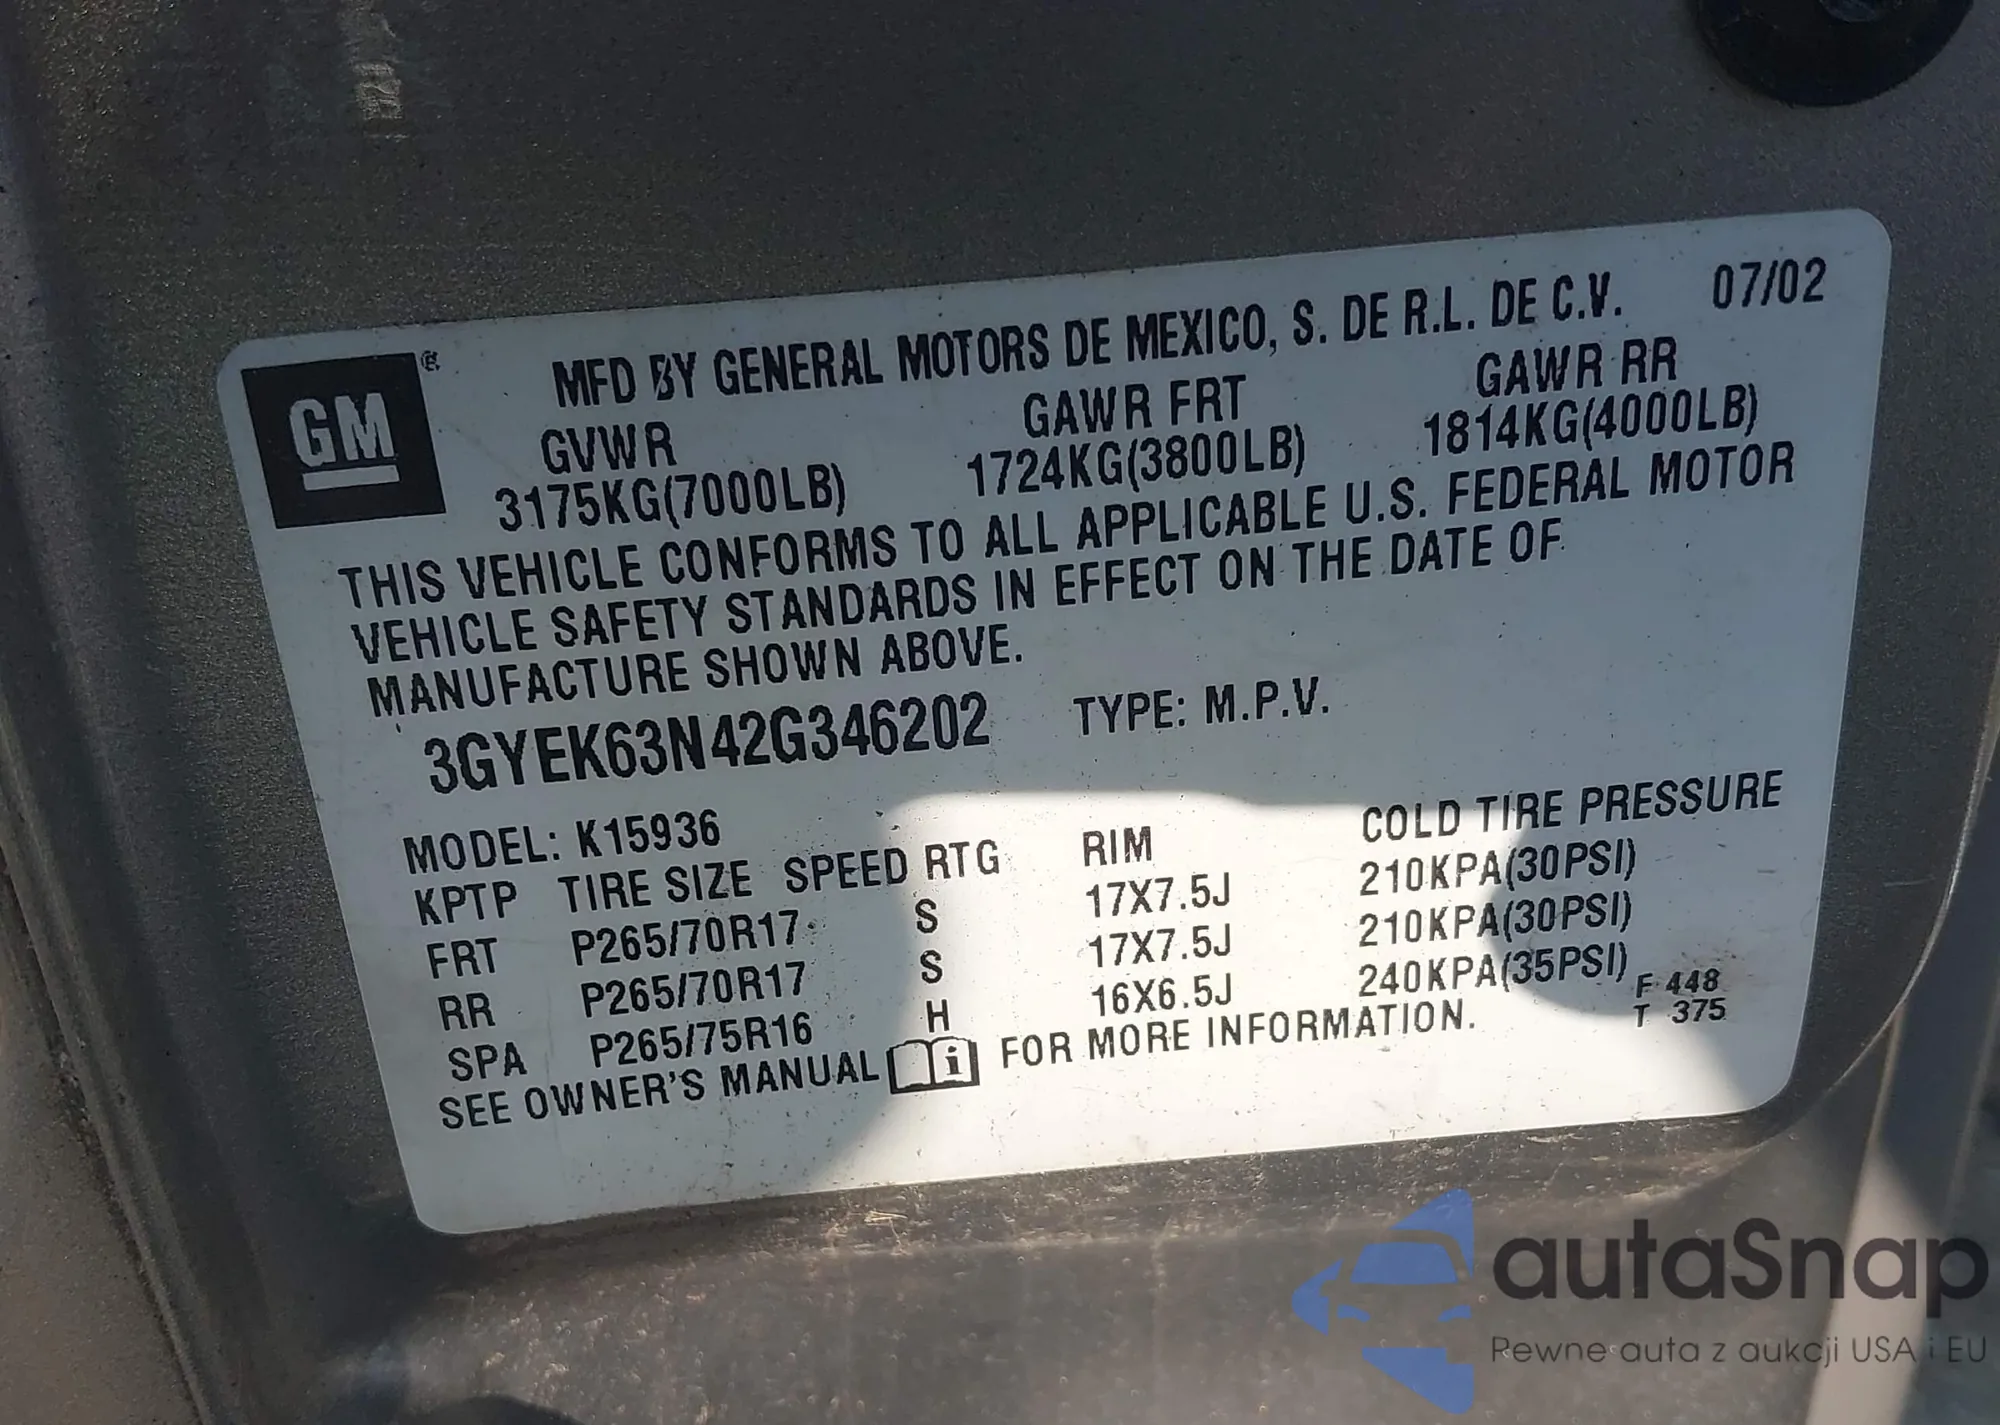 GM ®
MFD BY GENERAL MOTORS DE MEXICO, S. DE R.L. DE C.V. 07/02
GVWR GAWR FRT GAWR RR
3175KG(7000LB) 1724KG(3800LB) 1814KG(4000LB)
THIS VEHICLE CONFORMS TO ALL APPLICABLE U.S. FEDERAL MOTOR
VEHICLE SAFETY STANDARDS IN EFFECT ON THE DATE OF
MANUFACTURE SHOWN ABOVE.
3GYEK63N42G346202 TYPE: M.P.V.
MODEL: K15936
KPTP TIRE SIZE SPEED RTG RIM COLD TIRE PRESSURE
FRT P265/70R17 S 17X7.5J 210KPA(30PSI)
RR P265/70R17 S 17X7.5J 210KPA(30PSI)
SPA P265/75R16 H 16X6.5J 240KPA(35PSI)
SEE OWNER'S MANUAL i FOR MORE INFORMATION.
F 448
T 375
autaSnap
Pewne auta z aukcji USA i EU